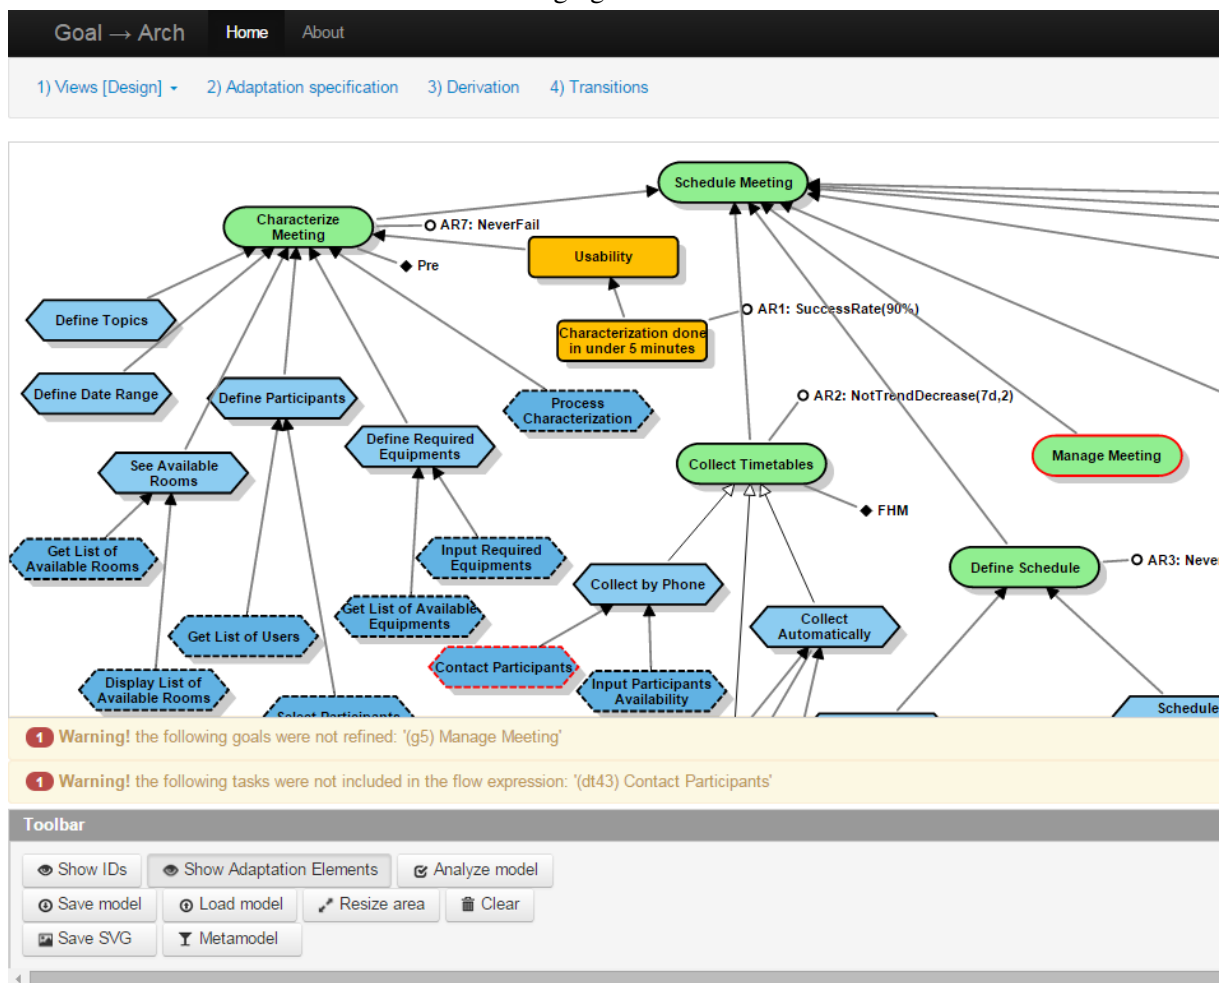 Goal → Arch Home About
1) Views [Design] 2) Adaptation specification 3) Derivation 4) Transitions
Schedule Meeting
Characterize
Meeting
AR7: NeverFail
Pre
Usability
Define Topics
AR1: SuccessRate(90%)
Characterization done
in under 5 minutes
Define Date Range
Define Participants
Process
Characterization
AR2: NotTrendDecrease(7d,2)
Define Required
Equipments
Manage Meeting
See Available
Rooms
Collect Timetables
FHM
Get List of
Available Rooms
Input Required
Equipments
Collect by Phone
Define Schedule
AR3: Never
Get List of Available
Equipments
Collect
Automatically
Get List of Users
Contact Participants
Display List of
Available Rooms
Input Participants
Availability
Select Participants
Schedule
1 Warning! the following goals were not refined: '(g5) Manage Meeting'
1 Warning! the following tasks were not included in the flow expression: '(dt43) Contact Participants'
Toolbar
Show IDs Show Adaptation Elements Analyze model
Save model Load model Resize area Clear
Save SVG Metamodel